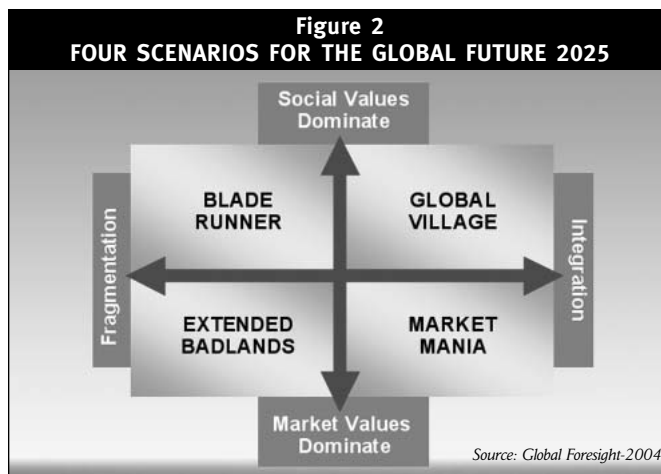 Figure 2
FOUR SCENARIOS FOR THE GLOBAL FUTURE 2025
Social Values
Dominate
BLADE
RUNNER
GLOBAL
VILLAGE
Fragmentation
Integration
EXTENDED
BADLANDS
MARKET
MANIA
Market Values
Dominate
Source: Global Foresight-2004